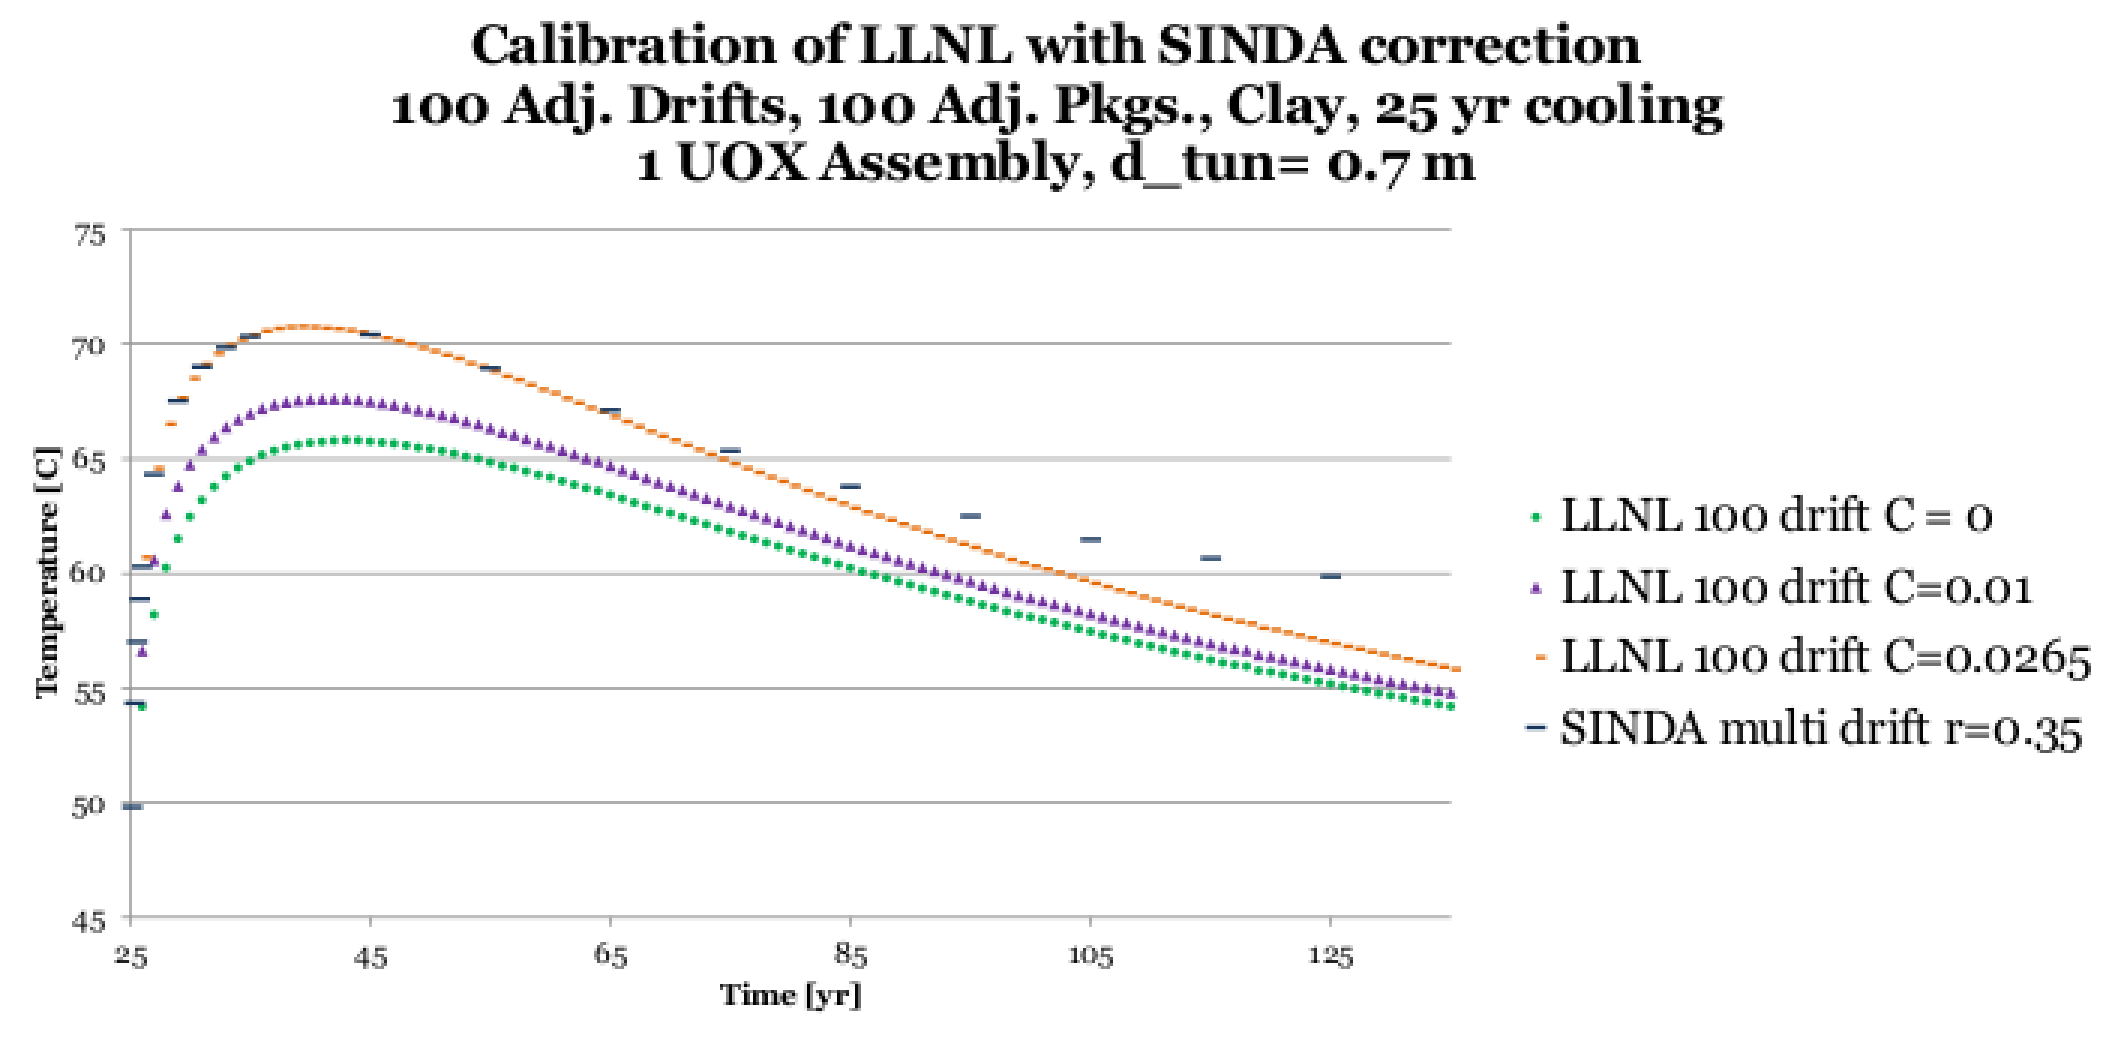 Calibration of LLNL with SINDA correction
100 Adj. Drifts, 100 Adj. Pkgs., Clay, 25 yr cooling
1 UOX Assembly, d_tun= 0.7 m
75
70
65
60
55
50
45
Temperature [C]
25 45 65 85 105 125
Time [yr]
LLNL 100 drift C = 0
LLNL 100 drift C=0.01
LLNL 100 drift C=0.0265
SINDA multi drift r=0.35